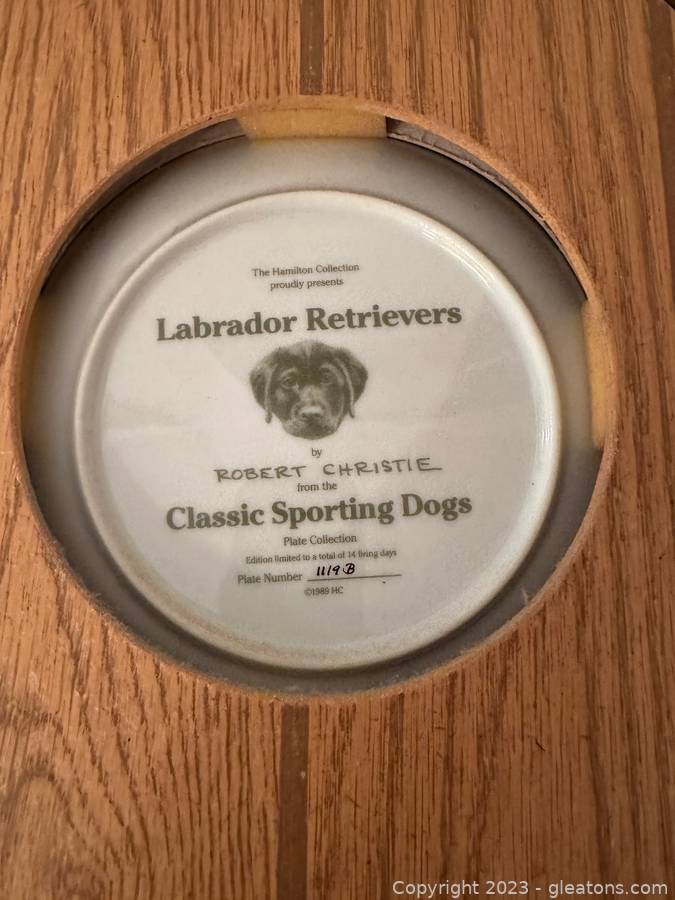 The Hamilton Collection
proudly presents
Labrador Retrievers
by
ROBERT CHRISTIE
from the
Classic Sporting Dogs
Plate Collection
Edition limited to a total of 14 firing days
Plate Number 1119B
©1989 HC
Copyright 2023 - gleatons.com